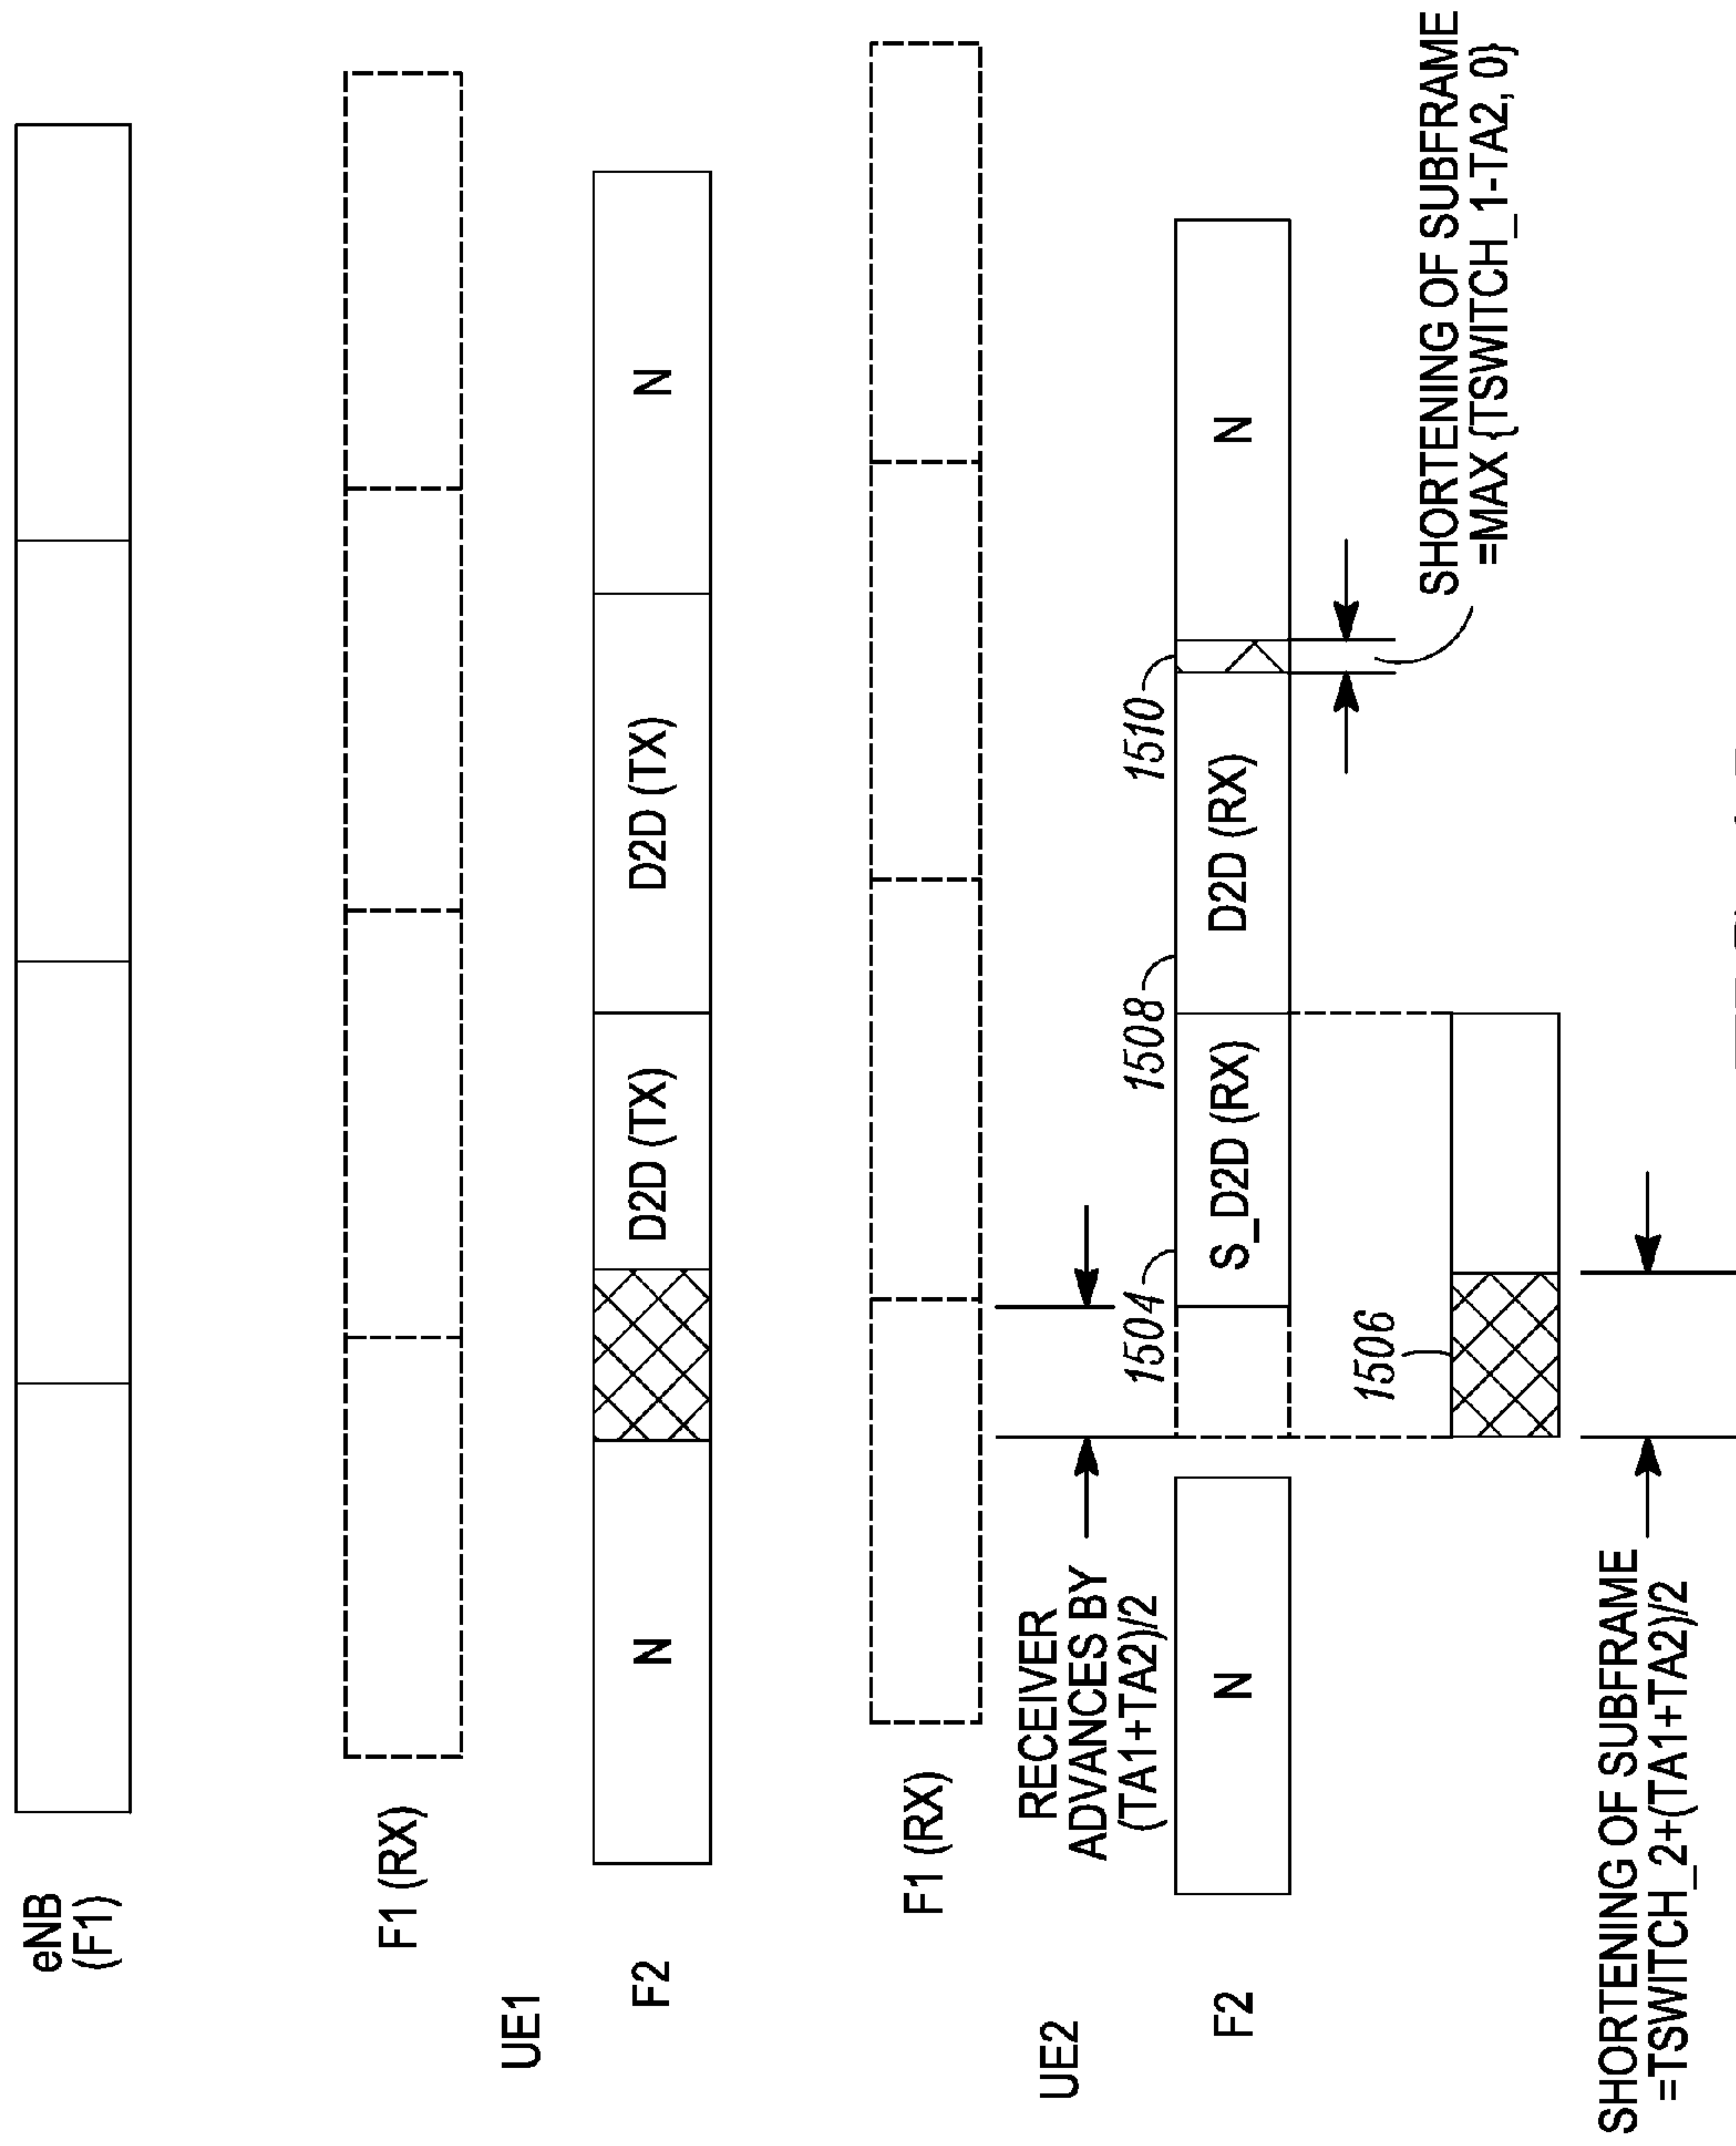 eNB
(F1)
F1 (RX)
UE1
F2
N
D2D (TX)
D2D (TX)
N
F1 (RX)
UE2
RECEIVER
ADVANCES BY
(TA1+TA2)/2
F2
N
1504
S_D2D (RX)
1508
D2D (RX)
1510
N
SHORTENING OF SUBFRAME
=MAX {TSWITCH_1-TA2, 0}
1506
SHORTENING OF SUBFRAME
=TSWITCH_2+(TA1+TA2)/2